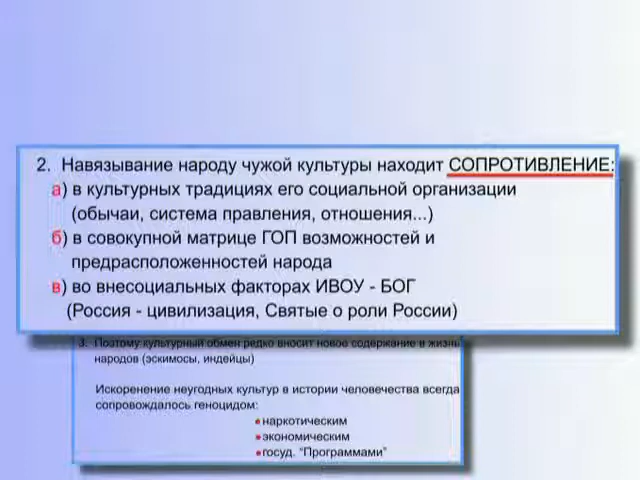 2. Навязывание народу чужой культуры находит СОПРОТИВЛЕНИЕ:
а) в культурных традициях его социальной организации
(обычаи, система правления, отношения...)
б) в совокупной матрице ГОП возможностей и
предрасположенностей народа
в) во внесоциальных факторах ИВОУ - БОГ
(Россия - цивилизация, Святые о роли России)
3. Поэтому культурный обмен редко вносит новое содержание в жизнь
народов (эскимосы, индейцы)
Искоренение неугодных культур в истории человечества всегда
сопровождалось геноцидом:
•наркотическим
•экономическим
•госуд. “Программами”